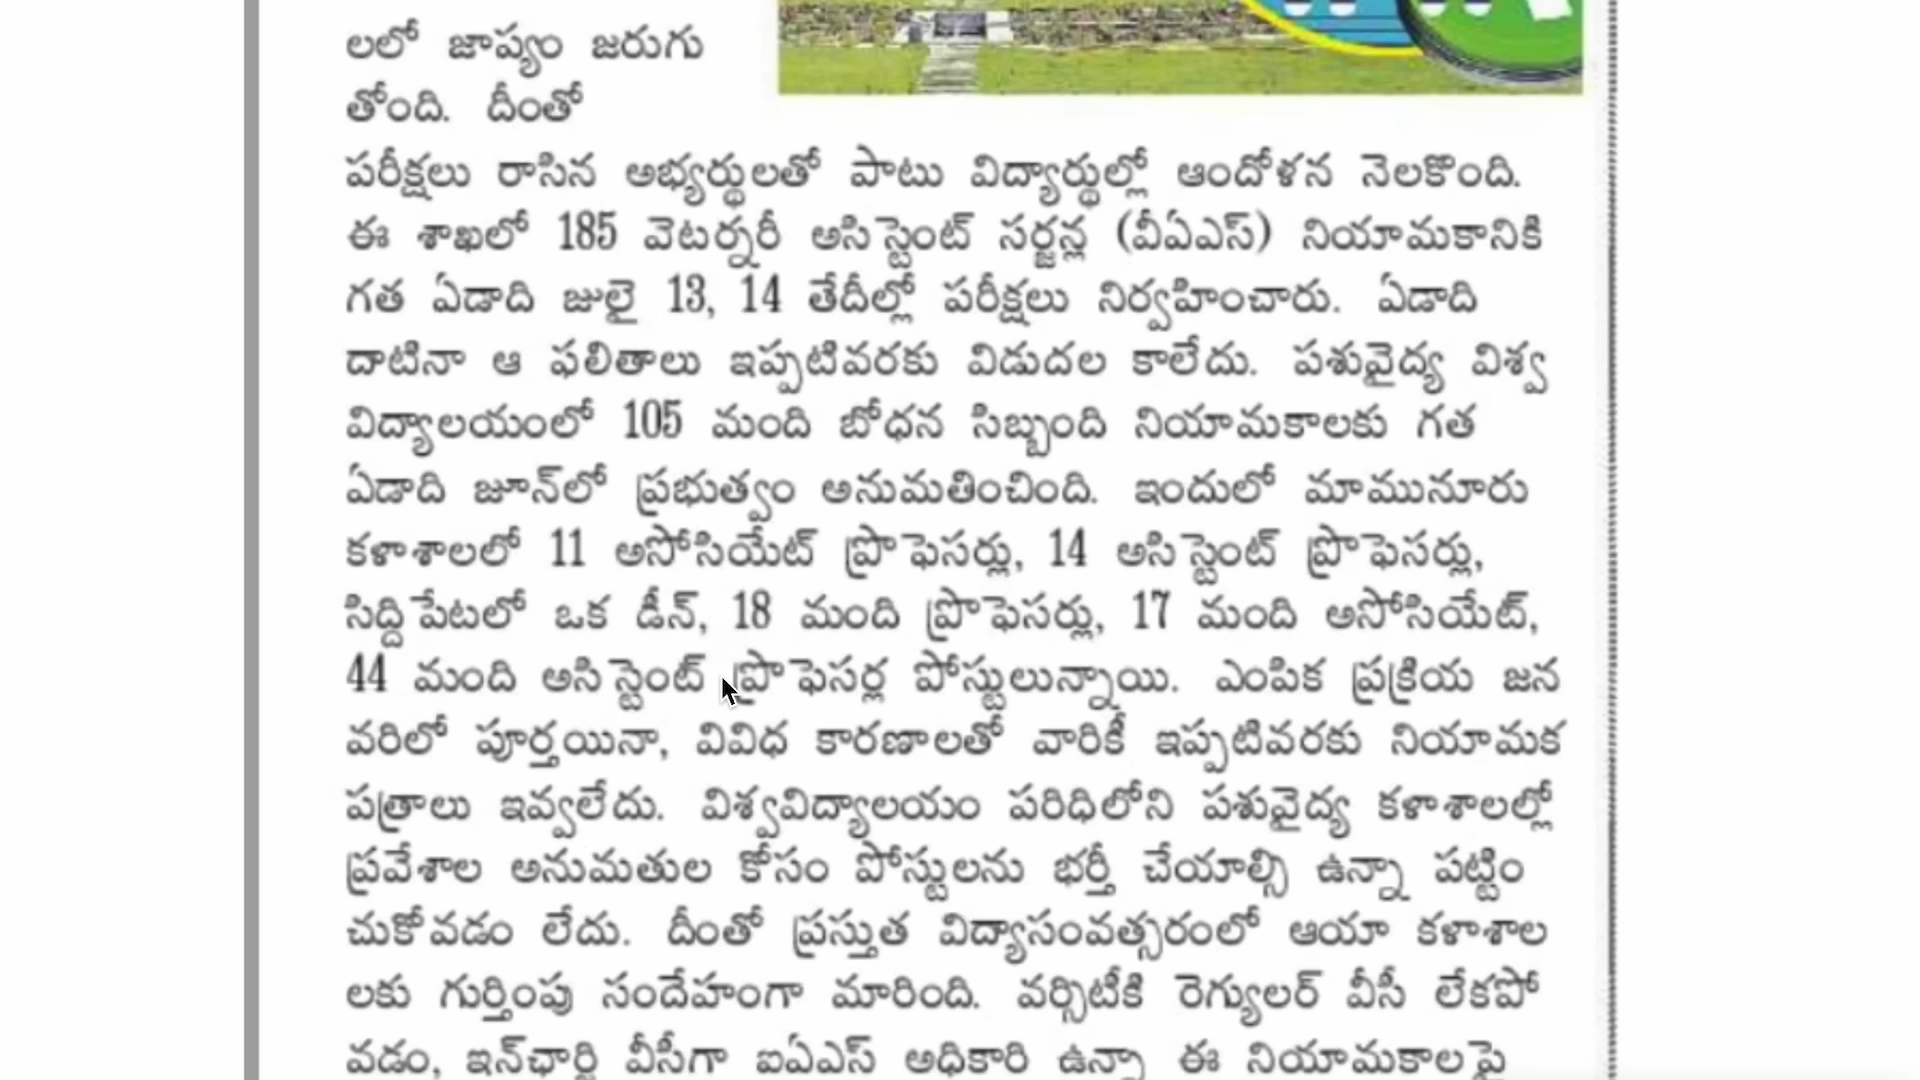 లలో జాప్యం జరుగు
తోంది. దీంతో
పరీక్షలు రాసిన అభ్యర్థులతో పాటు విద్యార్థుల్లో ఆందోళన నెలకొంది.
ఈ శాఖలో 185 వెటర్నరీ అసిస్టెంట్ సర్జన్ల (వీఏఎస్) నియామకానికి
గత ఏడాది జులై 13, 14 తేదీల్లో పరీక్షలు నిర్వహించారు. ఏడాది
దాటినా ఆ ఫలితాలు ఇప్పటివరకు విడుదల కాలేదు. పశువైద్య విశ్వ
విద్యాలయంలో 105 మంది బోధన సిబ్బంది నియామకాలకు గత
ఏడాది జూన్‌లో ప్రభుత్వం అనుమతించింది. ఇందులో మామునూరు
కళాశాలలో 11 అసోసియేట్ ప్రొఫెసర్లు, 14 అసిస్టెంట్ ప్రొఫెసర్లు,
సిద్దిపేటలో ఒక డీన్, 18 మంది ప్రొఫెసర్లు, 17 మంది అసోసియేట్,
44 మంది అసిస్టెంట్ ప్రొఫెసర్ల పోస్టులున్నాయి. ఎంపిక ప్రక్రియ జన
వరిలో పూర్తయినా, వివిధ కారణాలతో వారికీ ఇప్పటివరకు నియామక
పత్రాలు ఇవ్వలేదు. విశ్వవిద్యాలయం పరిధిలోని పశువైద్య కళాశాలల్లో
ప్రవేశాల అనుమతుల కోసం పోస్టులను భర్తీ చేయాల్సి ఉన్నా పట్టిం
చుకోవడం లేదు. దీంతో ప్రస్తుత విద్యాసంవత్సరంలో ఆయా కళాశాల
లకు గుర్తింపు సందేహంగా మారింది. వర్సిటీకి రెగ్యులర్ వీసీ లేకపో
వడం, ఇన్‌ఛార్జి వీసీగా ఐఏఎస్ అధికారి ఉన్నా ఈ నియామకాలపై